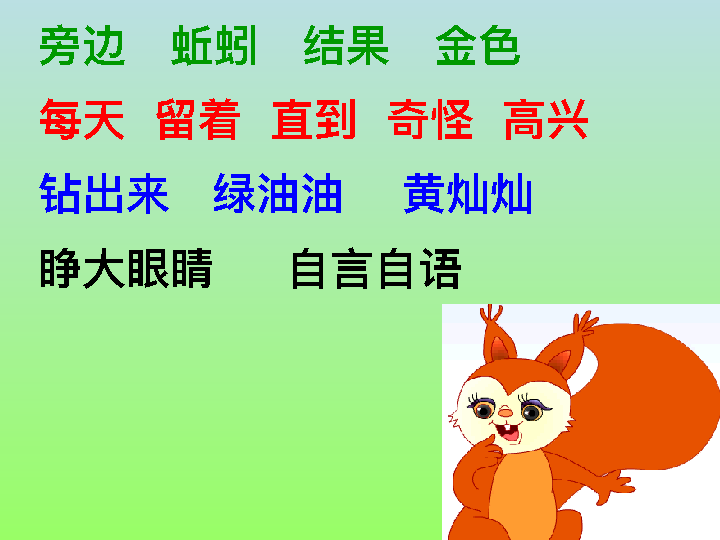 旁边 蚯蚓 结果 金色
每天 留着 直到 奇怪 高兴
钻出来 绿油油 黄灿灿
睁大眼睛 自言自语